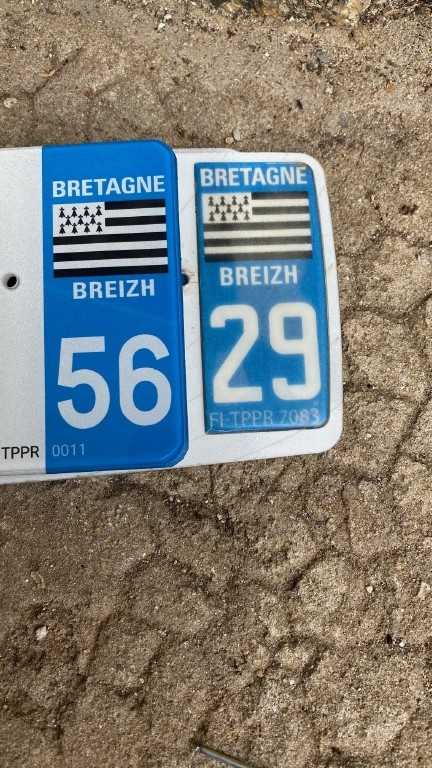 BRETAGNE
BREIZH
56
TPPR 0011
BRETAGNE
BREIZH
29
FI-TPPR 7083